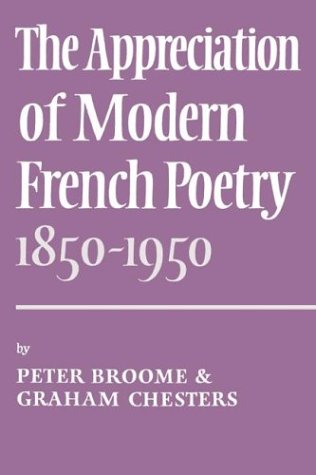 The Appreciation
of Modern
French Poetry
1850-1950
by
PETER BROOME &
GRAHAM CHESTERS